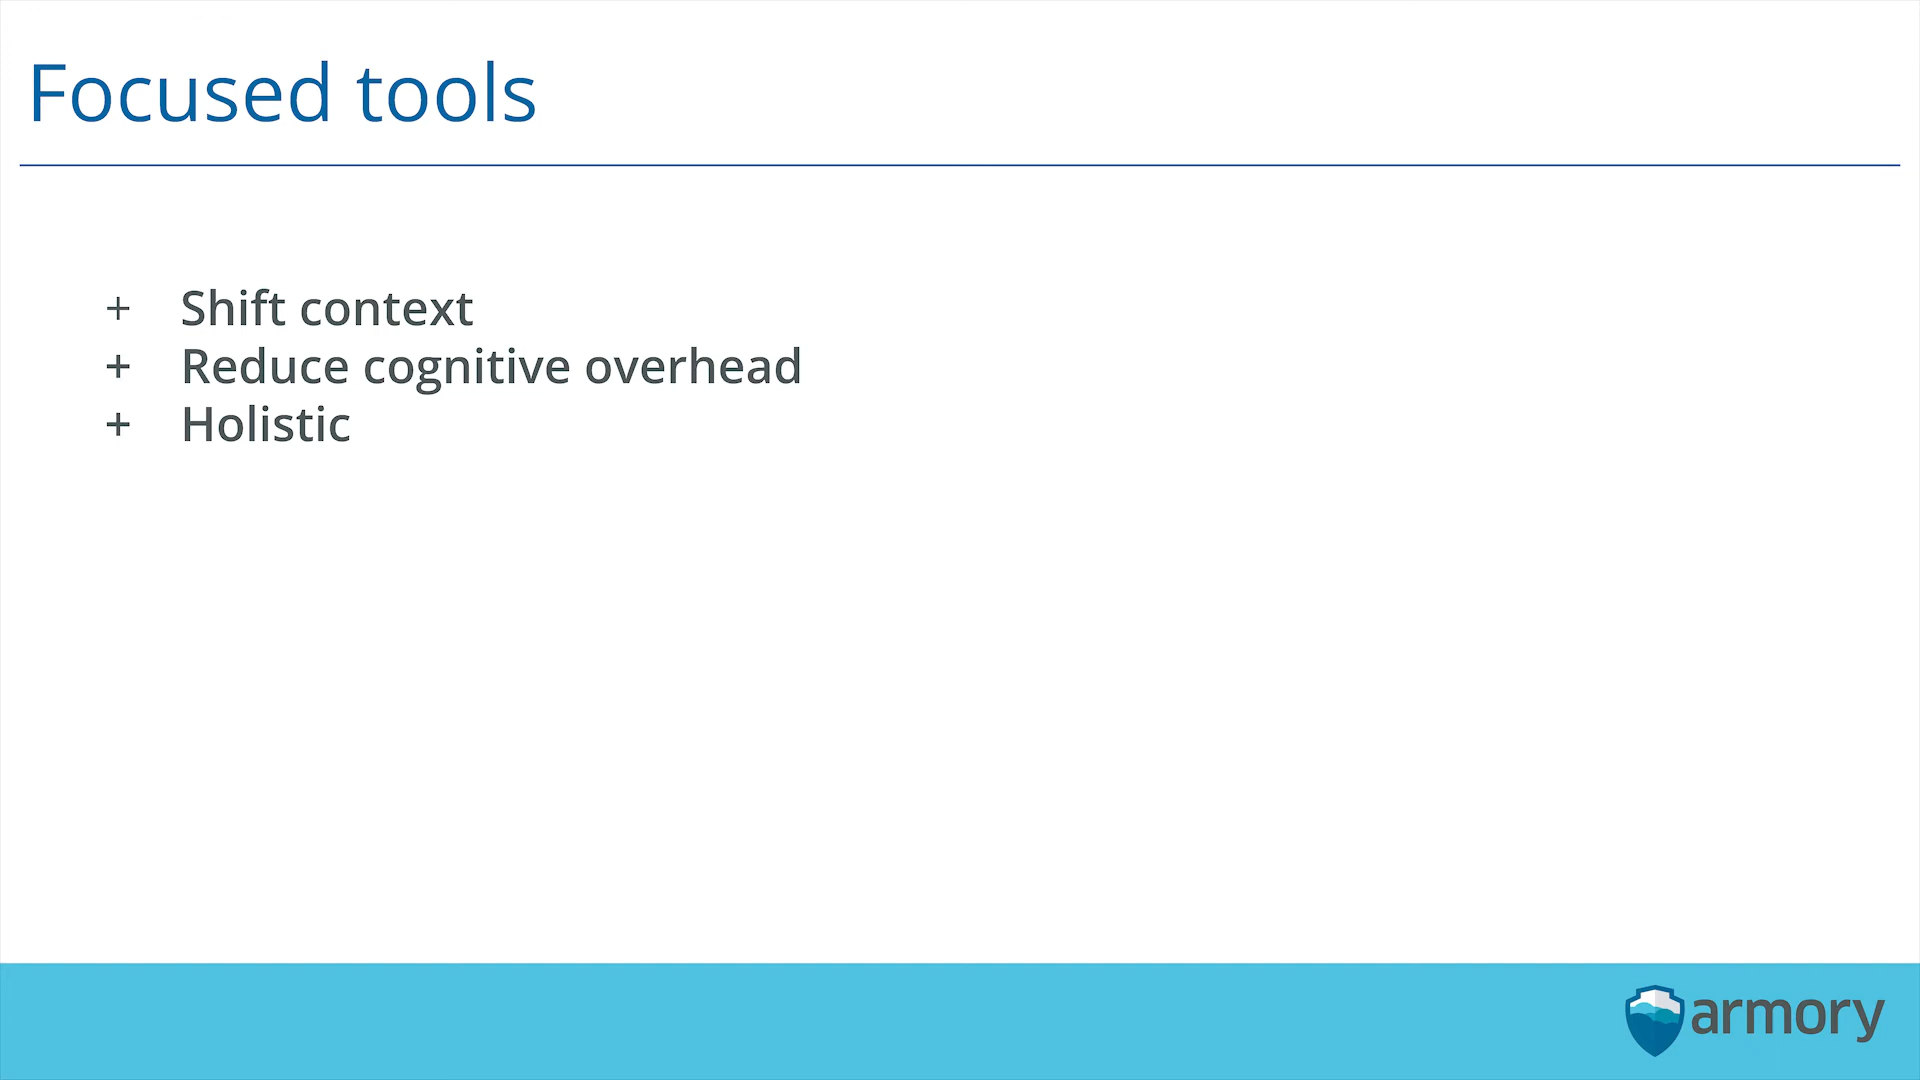 Focused tools
+ Shift context
+ Reduce cognitive overhead
+ Holistic
armory